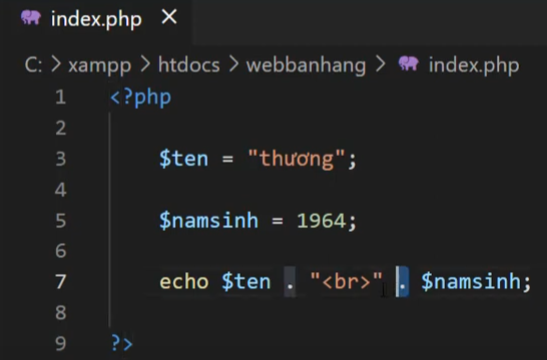 index.php
C: > xampp > htdocs > webbanhang > index.php
1 <?php
2
3 $ten = "thương";
4
5 $namsinh = 1964;
6
7 echo $ten . "<br>" . $namsinh;
8
9 ?>